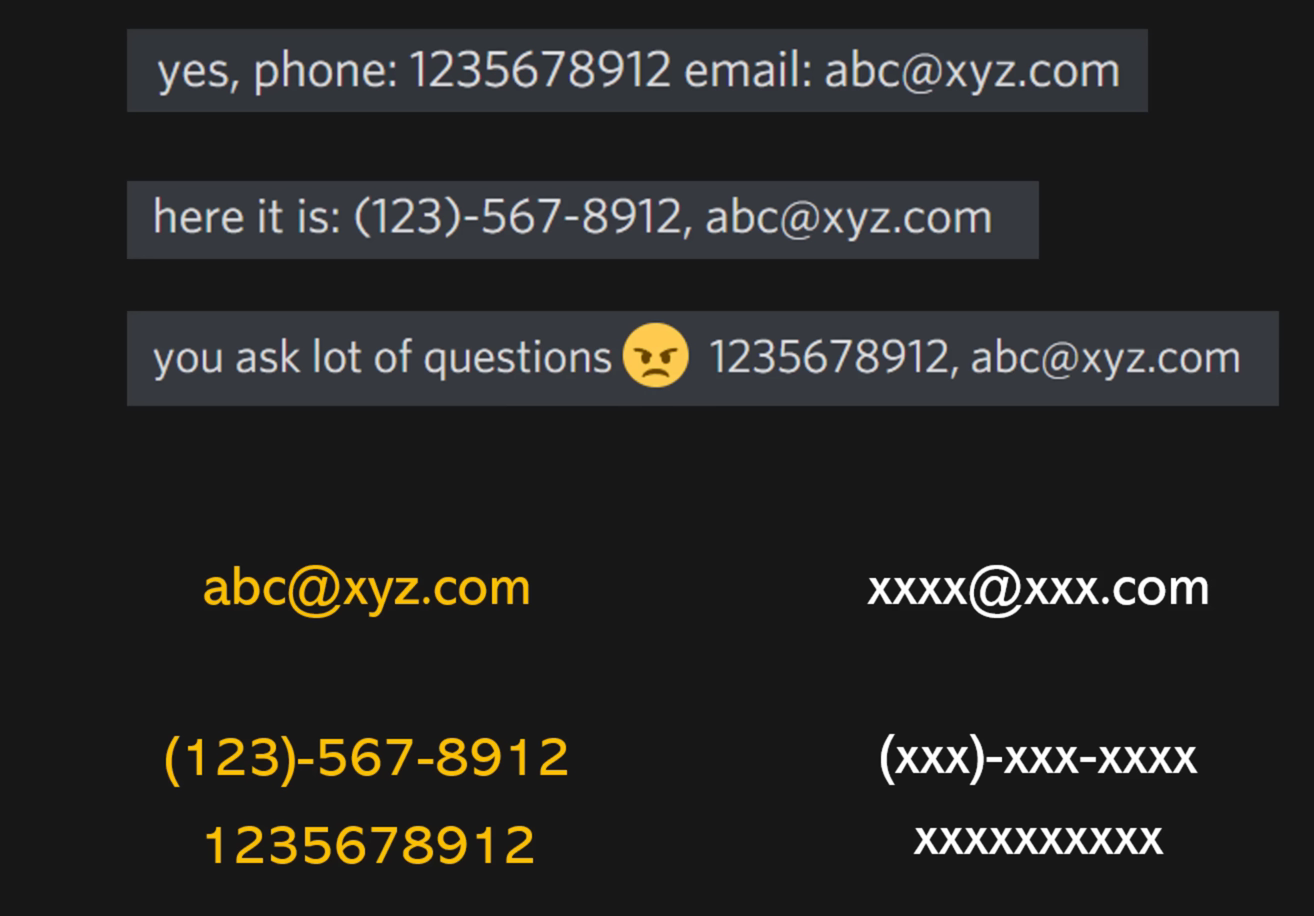 yes, phone: 1235678912 email: abc@xyz.com
here it is: (123)-567-8912, abc@xyz.com
you ask lot of questions 😠 1235678912, abc@xyz.com
abc@xyz.com xxxx@xxx.com
(123)-567-8912 (xxx)-xxx-xxxx
1235678912 xxxxxxxxxx